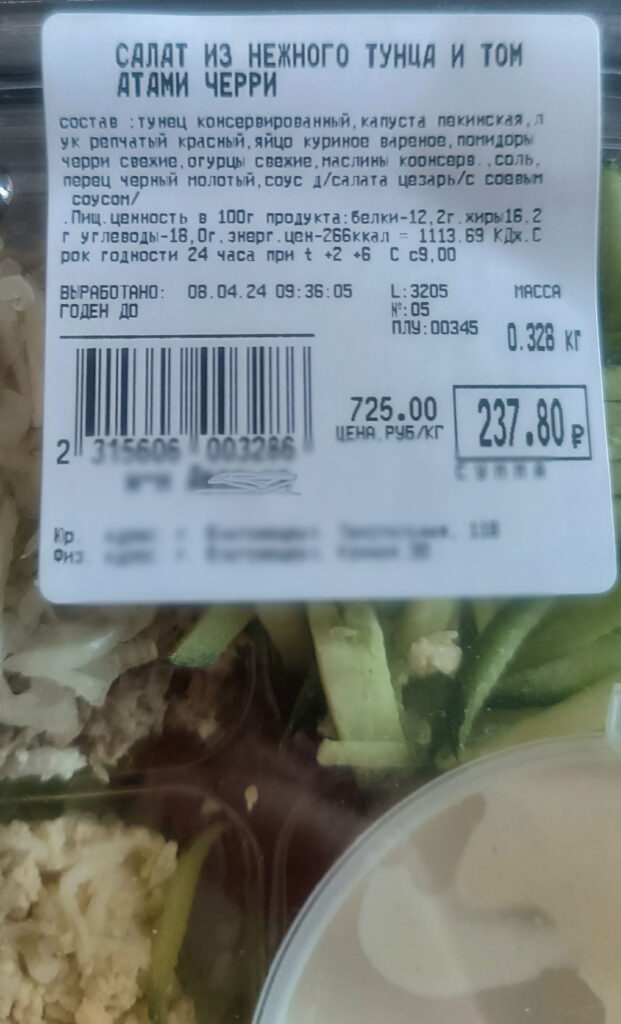 САЛАТ ИЗ НЕЖНОГО ТУНЦА И ТОМ
АТАМИ ЧЕРРИ
состав :тунец консервированный,капуста пекинская,л
ук репчатый красный,яйцо куриное вареное,помидоры
черри свежие,огурцы свежие,маслины коонсерв.,соль,
перец черный молотый,соус д/салата цезарь/с соевым
соусом/
.Пищ.ценность в 100г продукта:белки-12,2г.жиры16.2
г углеводы-18,0г.энерг.цен-266ккал = 1113.69 КДж.С
рок годности 24 часа при t +2 +6 С с9,00
ВЫРАБОТАНО: 08.04.24 09:36:05 L:3205 МАССА
ГОДЕН ДО №:05
ПЛУ:00345 0.328 кг
725.00 237.80 ₽
ЦЕНА РУБ/КГ
2 315606 003286
СУММА
Юр.
Физ.